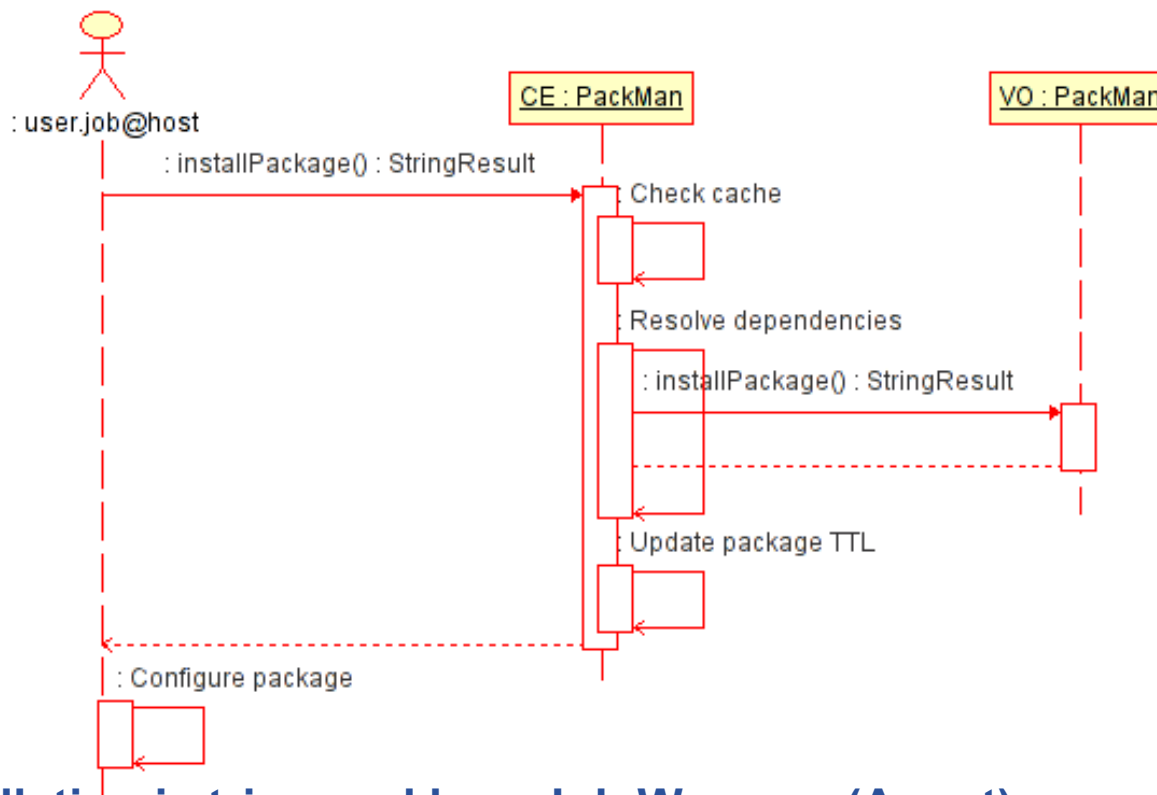 : user.job@host
CE : PackMan
VO : PackMan
: installPackage() : StringResult
: Check cache
: Resolve dependencies
: installPackage() : StringResult
: Update package TTL
: Configure package